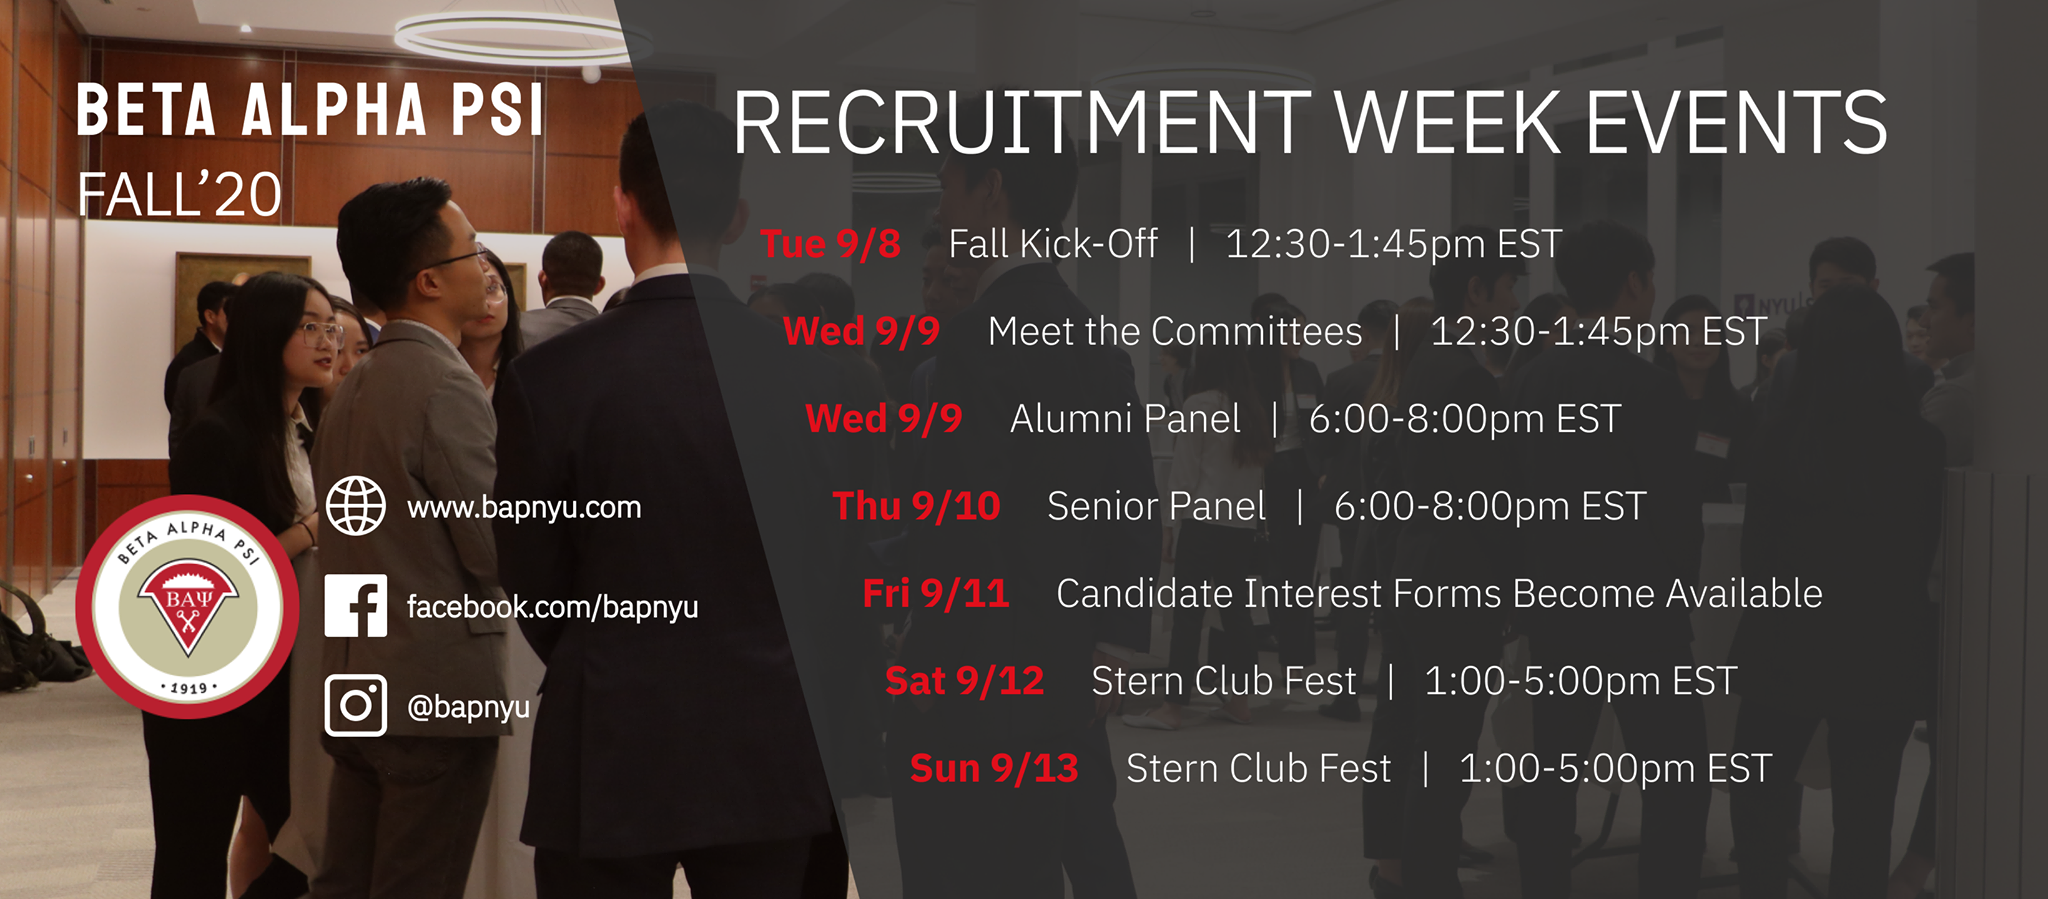 BETA ALPHA PSI
FALL'20
www.bapnyu.com
facebook.com/bapnyu
@bapnyu
BETA ALPHA PSI
ΒΑΨ
• 1919 •
RECRUITMENT WEEK EVENTS
Tue 9/8 Fall Kick-Off | 12:30-1:45pm EST
Wed 9/9 Meet the Committees | 12:30-1:45pm EST
Wed 9/9 Alumni Panel | 6:00-8:00pm EST
Thu 9/10 Senior Panel | 6:00-8:00pm EST
Fri 9/11 Candidate Interest Forms Become Available
Sat 9/12 Stern Club Fest | 1:00-5:00pm EST
Sun 9/13 Stern Club Fest | 1:00-5:00pm EST
NYU